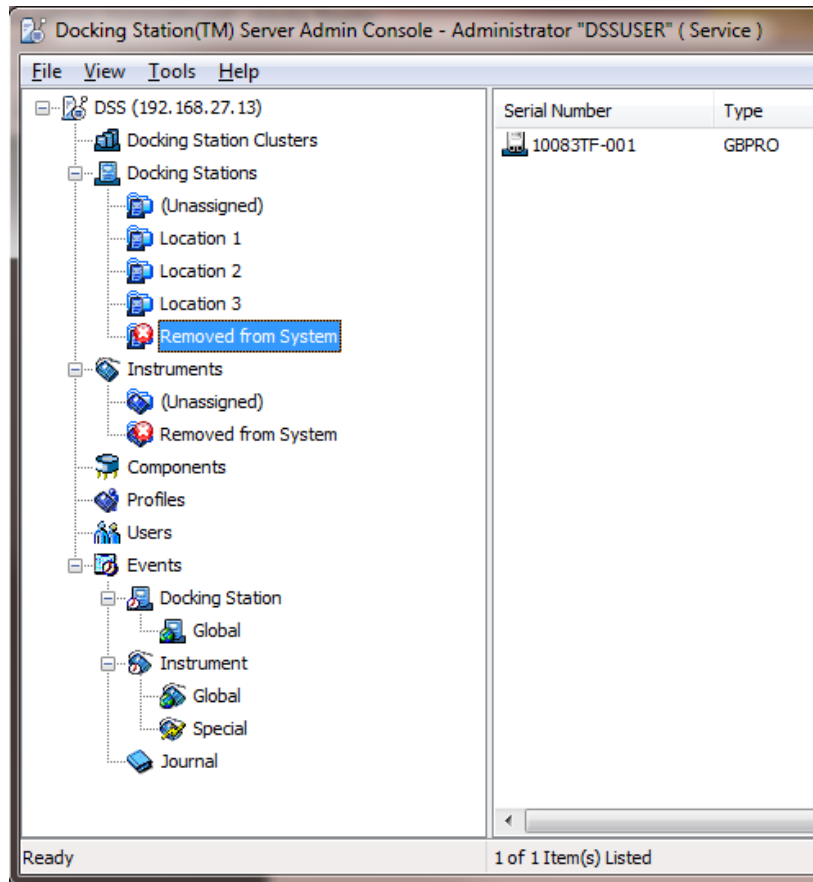 Docking Station(TM) Server Admin Console - Administrator "DSSUSER" ( Service )
File View Tools Help
DSS (192.168.27.13)
Docking Station Clusters
Docking Stations
(Unassigned)
Location 1
Location 2
Location 3
Removed from System
Instruments
(Unassigned)
Removed from System
Components
Profiles
Users
Events
Docking Station
Global
Instrument
Global
Special
Journal
Serial Number Type
10083TF-001 GBPRO
Ready
1 of 1 Item(s) Listed